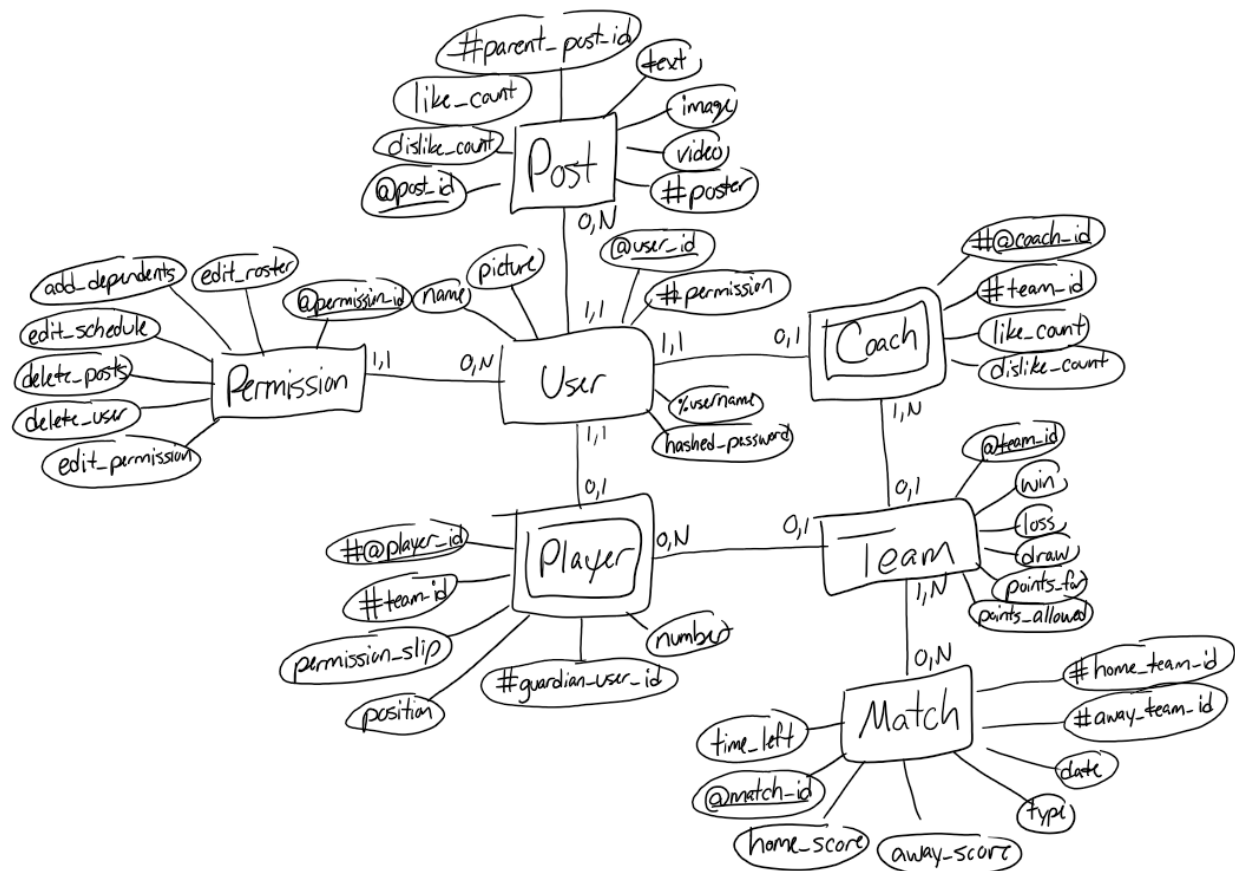 #parent_post_id
text
like_count
image
dislike_count
video
@post_id
#poster
Post
0,N
@user_id
#permission
picture
name
1,1
User
1,1
0,N
1,1
%username
hashed_password
add_dependents
edit_roster
@permission_id
edit_schedule
delete_posts
delete_user
edit_permission
Permission
1,1
#@coach_id
#team_id
like_count
dislike_count
Coach
0,1
1,N
0,1
Player
0,N
#@player_id
#team_id
permission_slip
position
#guardian_user_id
number
@team_id
win
loss
draw
points_for
points_allowed
0,1
0,1
Team
1,N
0,N
Match
#home_team_id
#away_team_id
date
type
time_left
@match_id
home_score
away_score